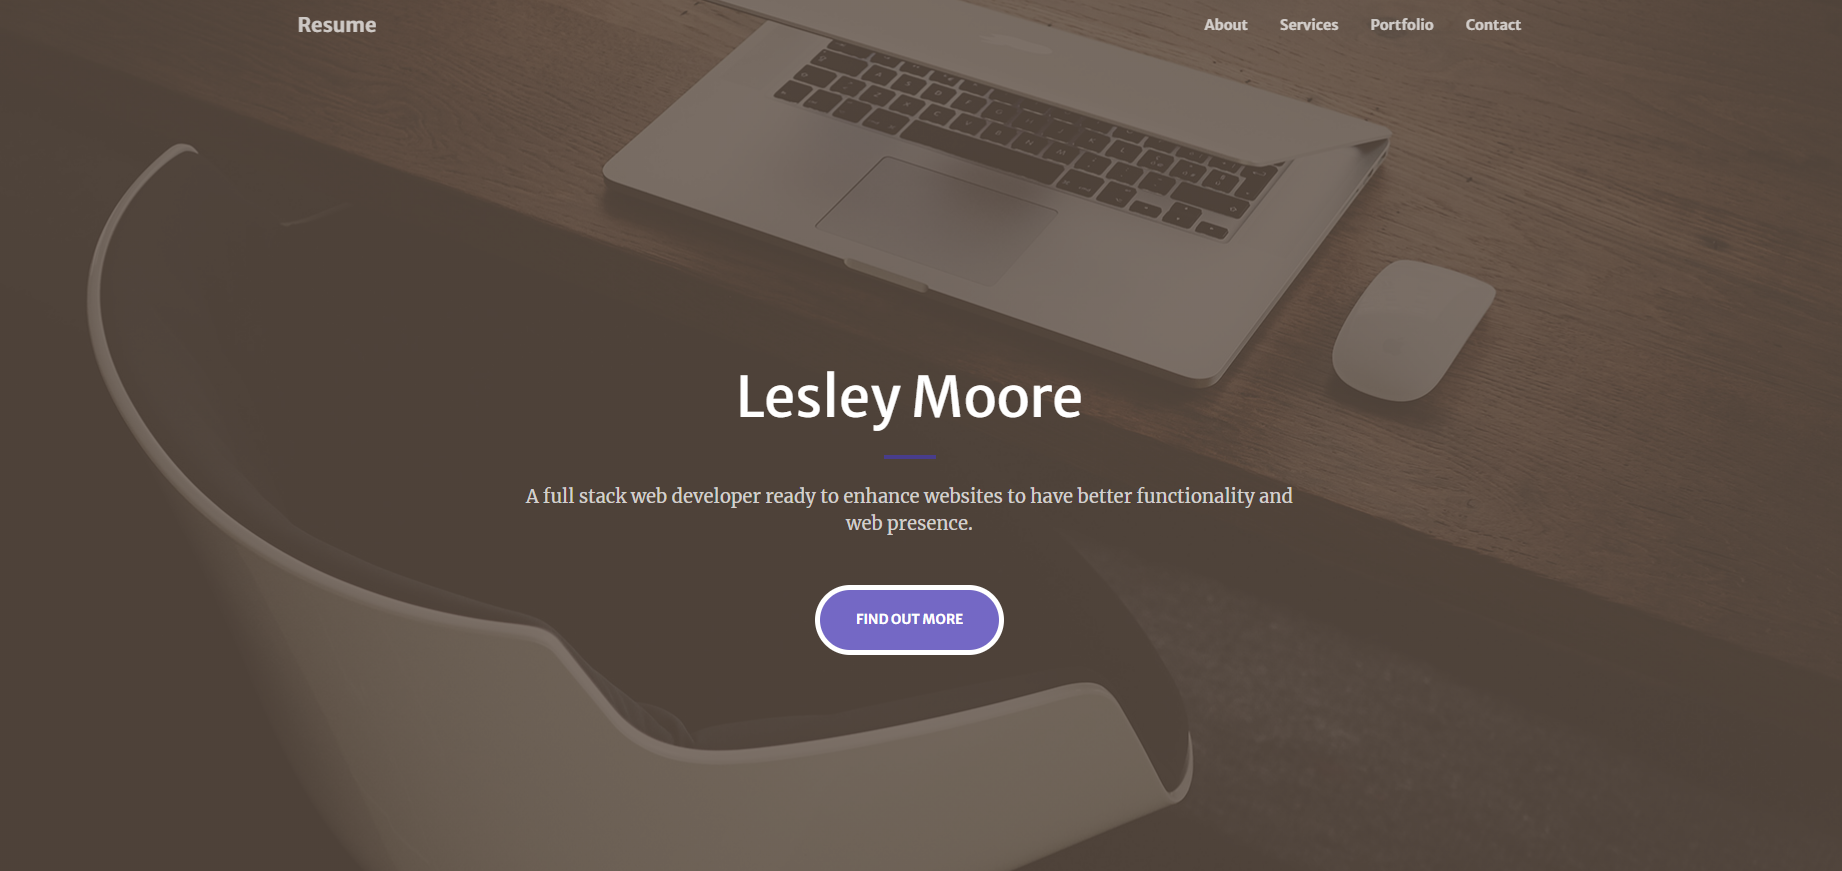 Resume
About Services Portfolio Contact
Lesley Moore
A full stack web developer ready to enhance websites to have better functionality and
web presence.
FIND OUT MORE